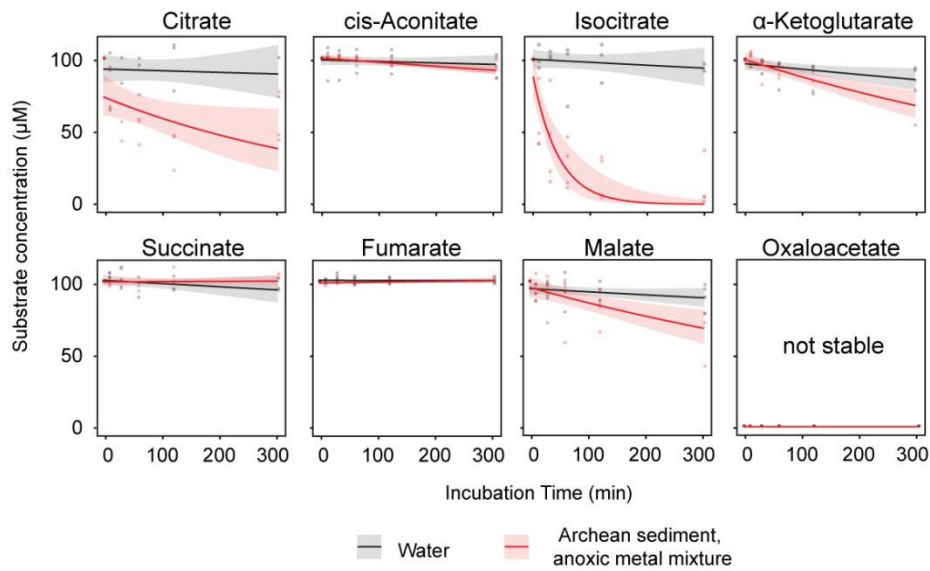 Citrate
cis-Aconitate
Isocitrate
α-Ketoglutarate
Substrate concentration (µM)
100
50
0
Succinate
Fumarate
Malate
Oxaloacetate
100
50
0
not stable
0 100 200 300
0 100 200 300
0 100 200 300
0 100 200 300
Incubation Time (min)
Water
Archean sediment,
anoxic metal mixture